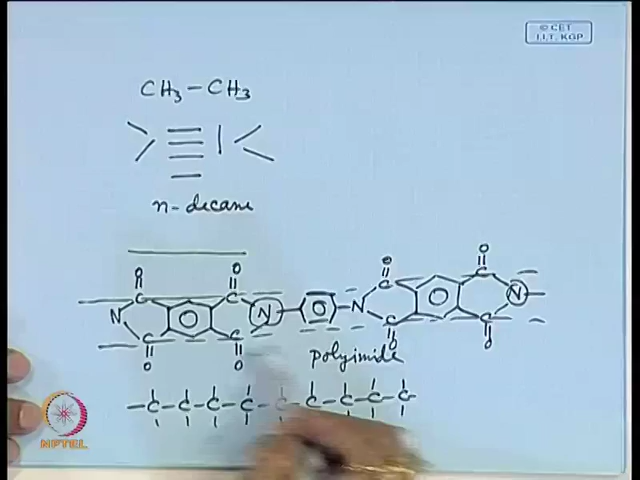 © CET
I.I.T. KGP
CH3 - CH3
n-decane
O O O O
C C C C
N N N N
C C C C
O O O O
polyimide
-C-C-C-C-C-C-C-C-C-
NPTEL